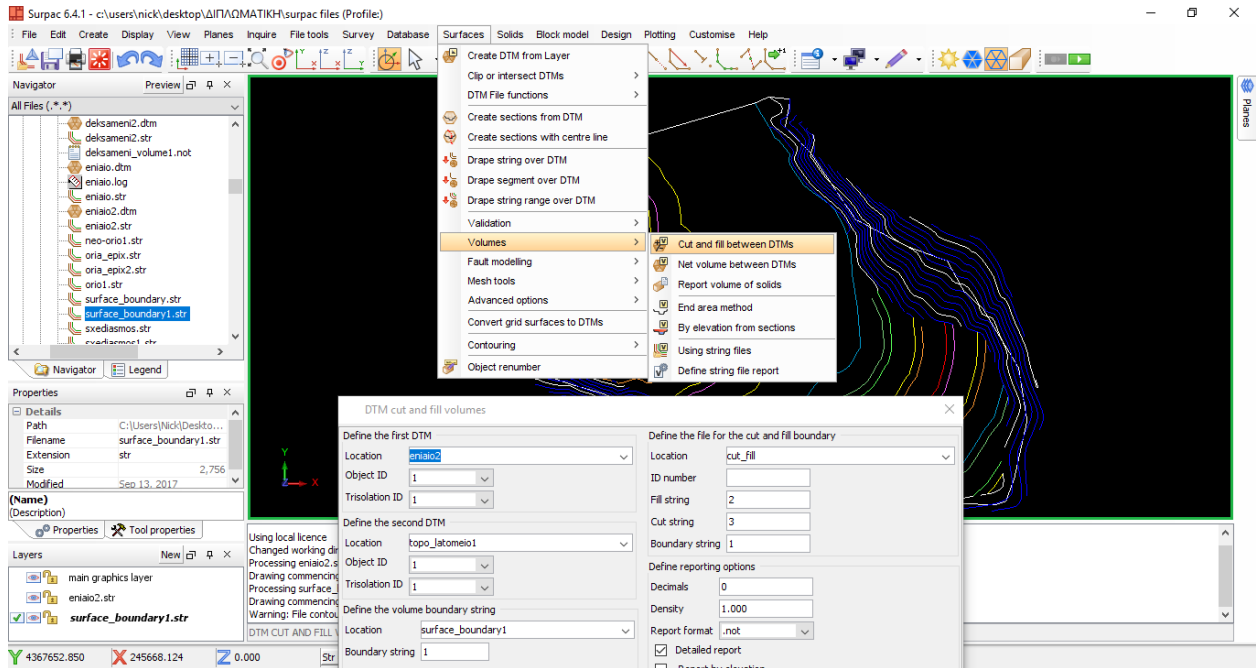 Surpac 6.4.1 - c:\users\nick\desktop\ΔΙΠΛΩΜΑΤΙΚΗ\surpac files (Profile:)
File Edit Create Display View Planes Inquire File tools Survey Database Surfaces Solids Block model Design Plotting Customise Help
Navigator Preview
All Files (.*.*)
deksameni2.dtm
deksameni2.str
deksameni_volume1.not
eniaio.dtm
eniaio.log
eniaio.str
eniaio2.dtm
eniaio2.str
neo-orio1.str
oria_epix.str
oria_epix2.str
orio1.str
surface_boundary.str
surface_boundary1.str
sxediasmos.str
sxediasmos1.str
Navigator Legend
Properties
Details
Path C:\Users\Nick\Deskto...
Filename surface_boundary1.str
Extension str
Size 2,756
Modified Sep 13, 2017
(Name)
(Description)
Properties Tool properties
Layers New
main graphics layer
eniaio2.str
surface_boundary1.str
Y 4367652.850 X 245668.124 Z 0.000 Str
Create DTM from Layer
Clip or intersect DTMs
DTM File functions
Create sections from DTM
Create sections with centre line
Drape string over DTM
Drape segment over DTM
Drape string range over DTM
Validation
Volumes
Fault modelling
Mesh tools
Advanced options
Convert grid surfaces to DTMs
Contouring
Object renumber
Cut and fill between DTMs
Net volume between DTMs
Report volume of solids
End area method
By elevation from sections
Using string files
Define string file report
Planes
Y
Z X
Using local licence
Changed working dir
Processing eniaio2.s
Drawing commencing
Processing surface_
Drawing commencing
Warning: File contou
DTM CUT AND FILL V
DTM cut and fill volumes
Define the first DTM
Location eniaio2
Object ID 1
Trisolation ID 1
Define the second DTM
Location topo_latomeio1
Object ID 1
Trisolation ID 1
Define the volume boundary string
Location surface_boundary1
Boundary string 1
Define the file for the cut and fill boundary
Location cut_fill
ID number
Fill string 2
Cut string 3
Boundary string 1
Define reporting options
Decimals 0
Density 1.000
Report format .not
Detailed report
Report by elevation